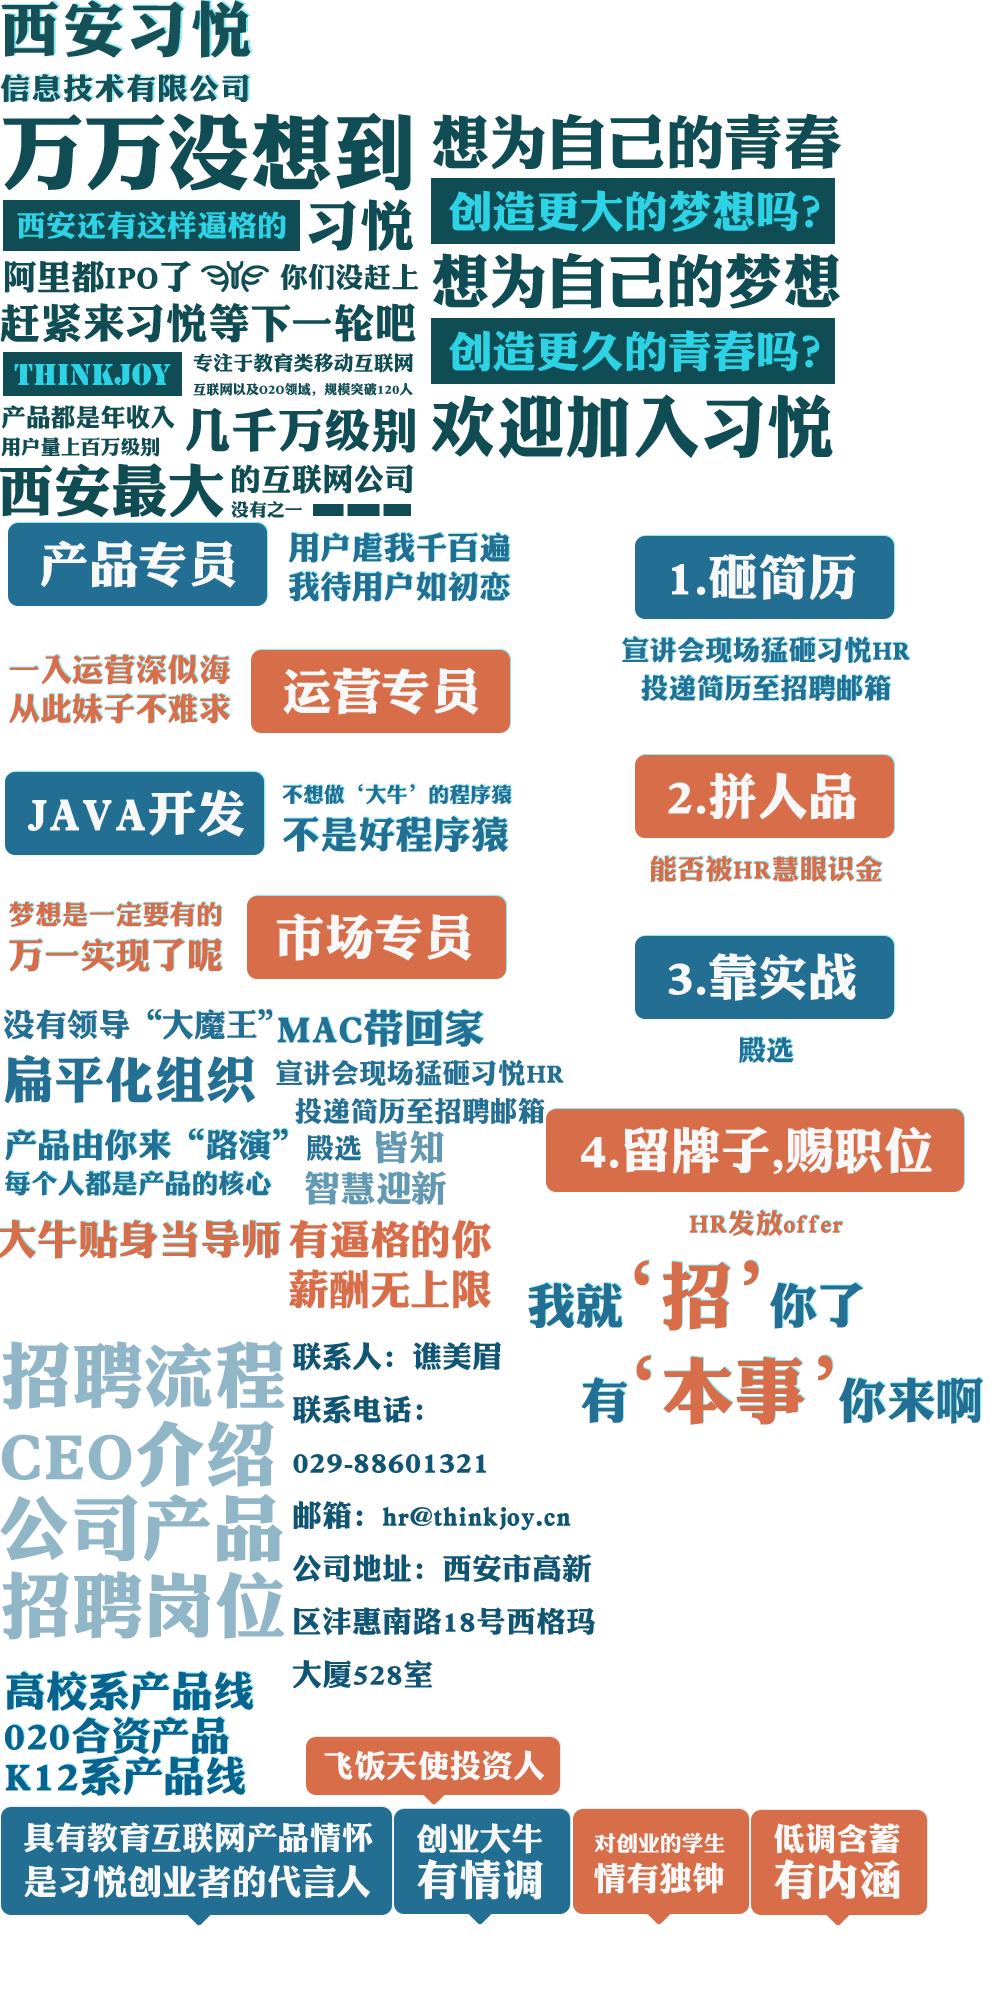 西安习悦
信息技术有限公司
万万没想到
西安还有这样逼格的 习悦
阿里都IPO了 你们没赶上
赶紧来习悦等下一轮吧
THINKJOY
专注于教育类移动互联网
互联网以及O2O领域，规模突破120人
产品都是年收入
用户量上百万级别
几千万级别
西安最大
的互联网公司
没有之一
想为自己的青春
创造更大的梦想吗?
想为自己的梦想
创造更久的青春吗?
欢迎加入习悦
产品专员
用户虐我千百遍
我待用户如初恋
一入运营深似海
从此妹子不难求
运营专员
JAVA开发
不想做‘大牛’的程序猿
不是好程序猿
梦想是一定要有的
万一实现了呢
市场专员
1.砸简历
宣讲会现场猛砸习悦HR
投递简历至招聘邮箱
2.拼人品
能否被HR慧眼识金
3.靠实战
殿选
4.留牌子,赐职位
HR发放offer
没有领导“大魔王”
扁平化组织
MAC带回家
宣讲会现场猛砸习悦HR
投递简历至招聘邮箱
产品由你来“路演”
每个人都是产品的核心
殿选
皆知
智慧迎新
大牛贴身当导师
有逼格的你
薪酬无上限
我就‘招’你了
有‘本事’你来啊
招聘流程
CEO介绍
公司产品
招聘岗位
联系人：谯美眉
联系电话：
029-88601321
邮箱：hr@thinkjoy.cn
公司地址：西安市高新
区沣惠南路18号西格玛
大厦528室
高校系产品线
020合资产品
K12系产品线
飞饭天使投资人
具有教育互联网产品情怀
是习悦创业者的代言人
创业大牛
有情调
对创业的学生
情有独钟
低调含蓄
有内涵